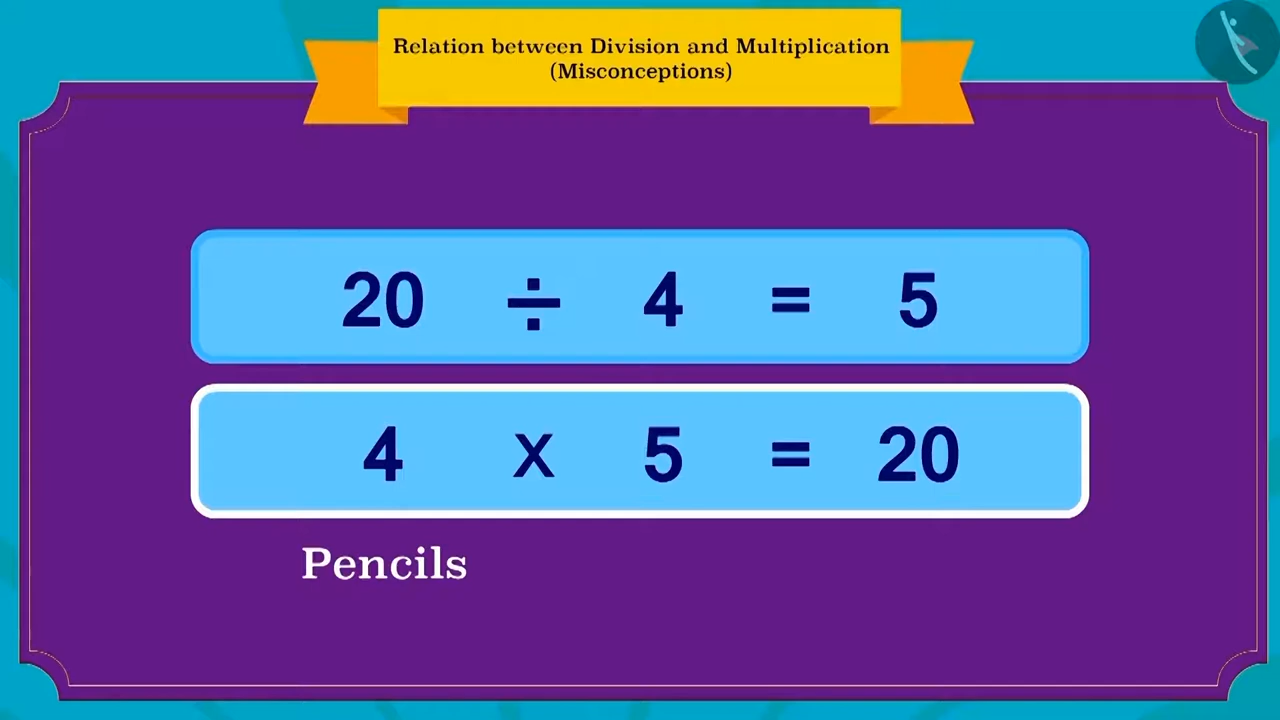 Relation between Division and Multiplication
(Misconceptions)
20 ÷ 4 = 5
4 x 5 = 20
Pencils